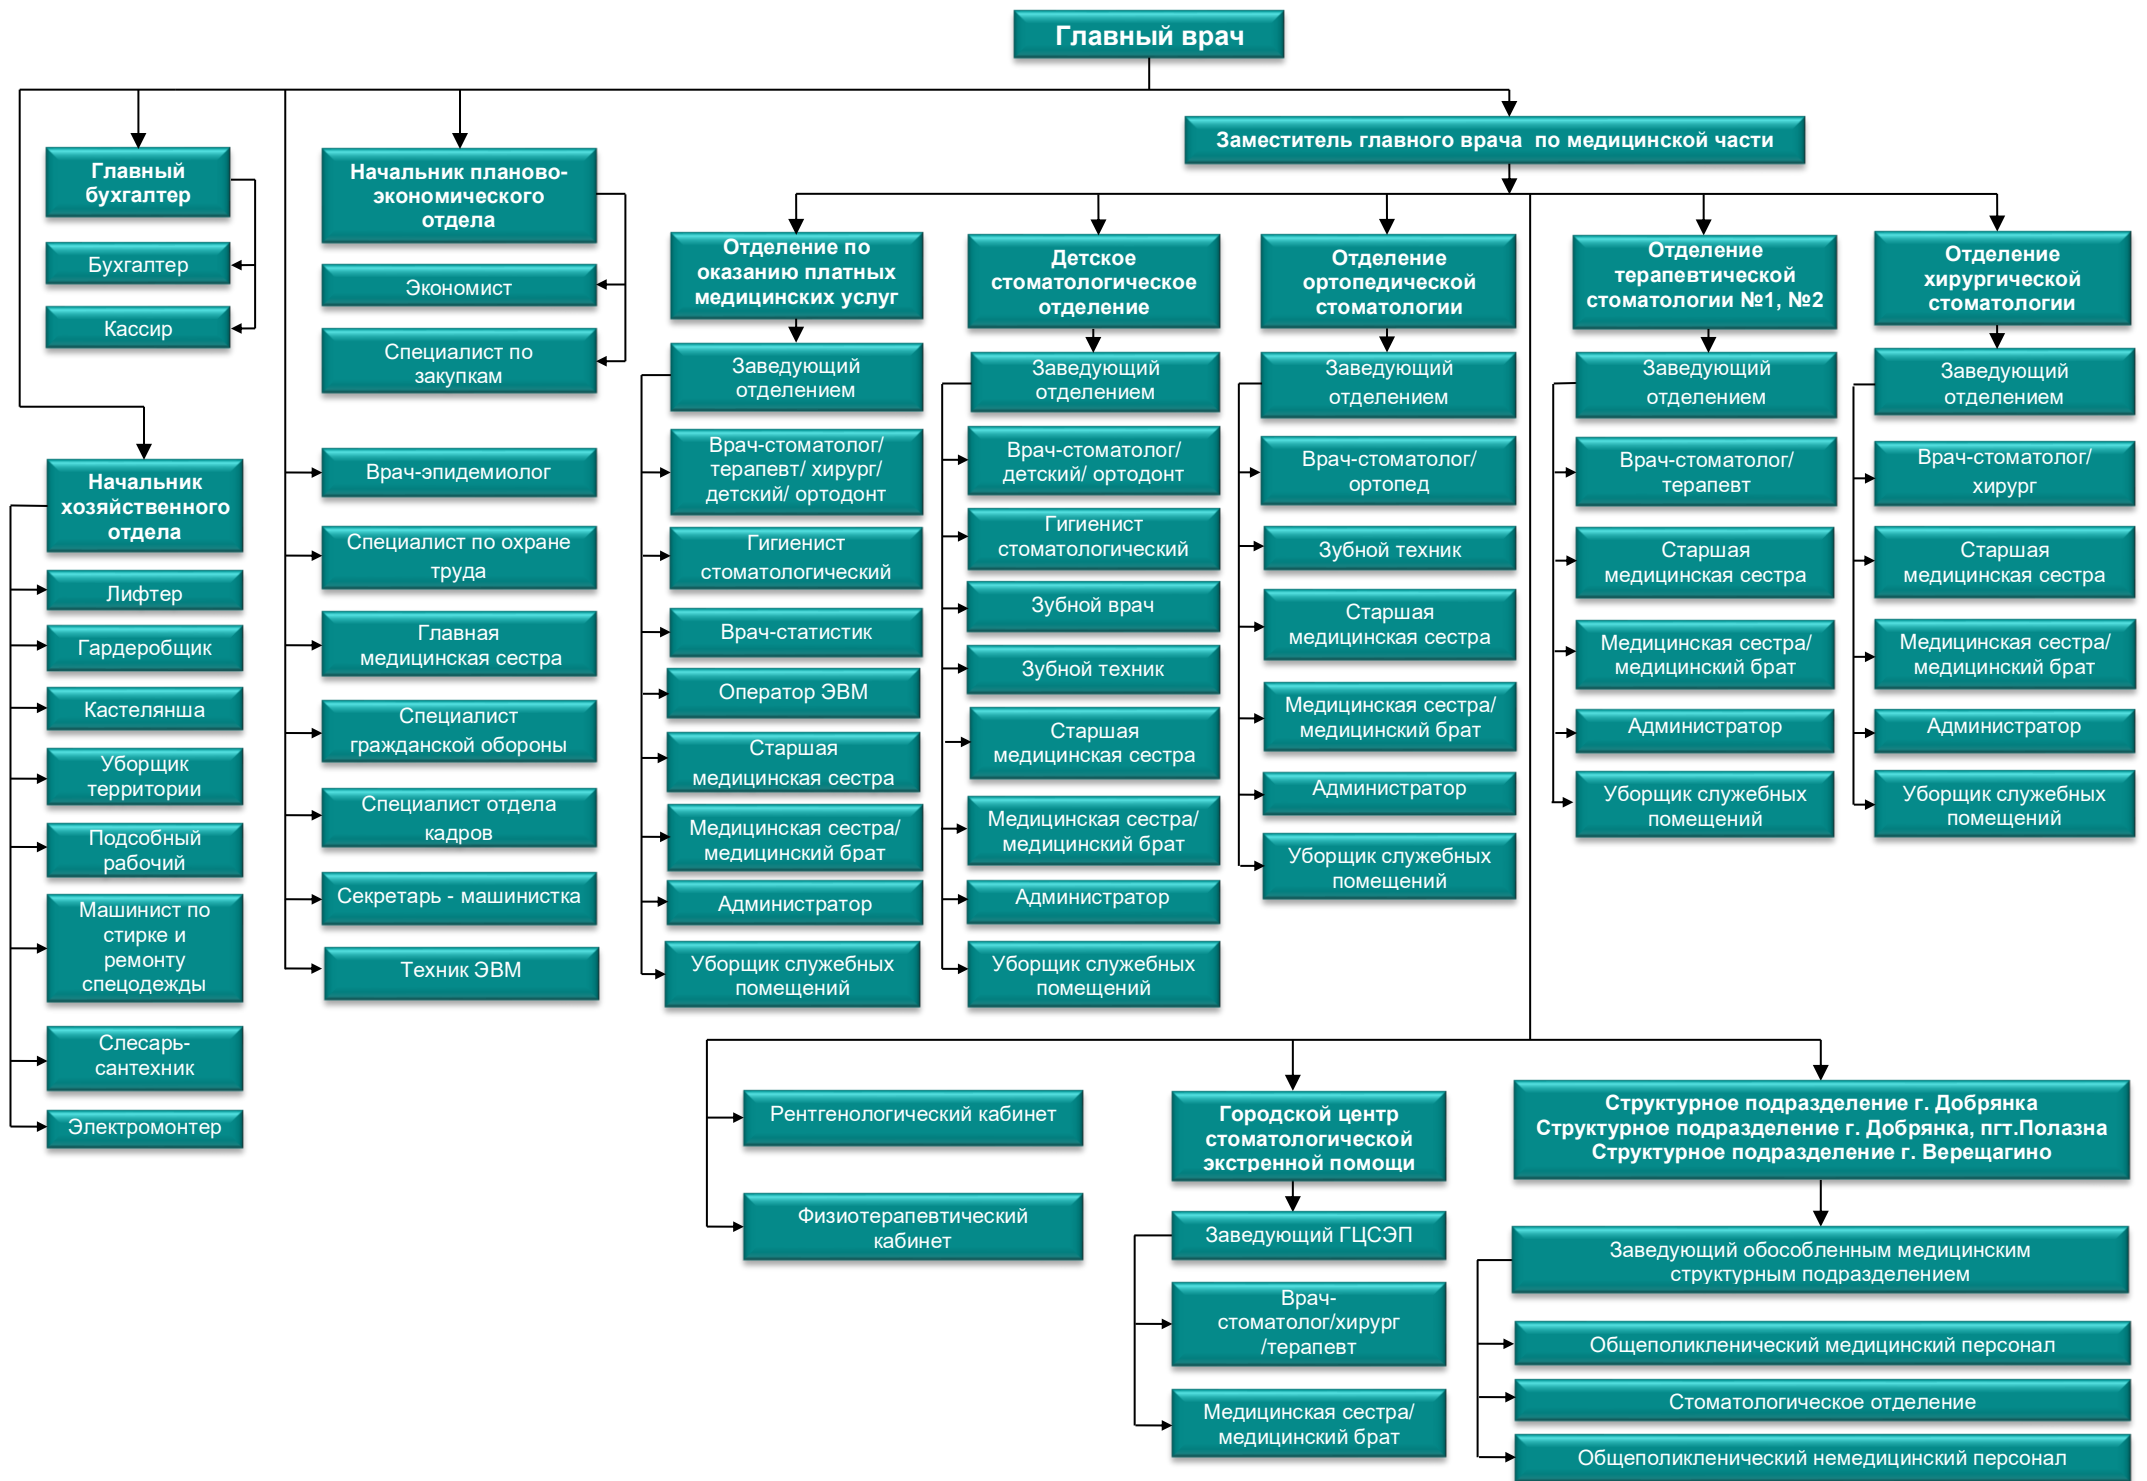 Главный врач
Заместитель главного врача по медицинской части
Главный
бухгалтер
Бухгалтер
Кассир
Начальник
хозяйственного
отдела
Лифтер
Гардеробщик
Кастелянша
Уборщик
территории
Подсобный
рабочий
Машинист по
стирке и
ремонту
спецодежды
Слесарь-
сантехник
Электромонтер
Начальник планово-
экономического
отдела
Экономист
Специалист по
закупкам
Врач-эпидемиолог
Специалист по охране
труда
Главная
медицинская сестра
Специалист
гражданской обороны
Специалист отдела
кадров
Секретарь - машинистка
Техник ЭВМ
Отделение по
оказанию платных
медицинских услуг
Заведующий
отделением
Врач-стоматолог/
терапевт/ хирург/
детский/ ортодонт
Гигиенист
стоматологический
Врач-статистик
Оператор ЭВМ
Старшая
медицинская сестра
Медицинская сестра/
медицинский брат
Администратор
Уборщик служебных
помещений
Детское
стоматологическое
отделение
Заведующий
отделением
Врач-стоматолог/
детский/ ортодонт
Гигиенист
стоматологический
Зубной врач
Зубной техник
Старшая
медицинская сестра
Медицинская сестра/
медицинский брат
Администратор
Уборщик служебных
помещений
Отделение
ортопедической
стоматологии
Заведующий
отделением
Врач-стоматолог/
ортопед
Зубной техник
Старшая
медицинская сестра
Медицинская сестра/
медицинский брат
Администратор
Уборщик служебных
помещений
Отделение
терапевтической
стоматологии №1, №2
Заведующий
отделением
Врач-стоматолог/
терапевт
Старшая
медицинская сестра
Медицинская сестра/
медицинский брат
Администратор
Уборщик служебных
помещений
Отделение
хирургической
стоматологии
Заведующий
отделением
Врач-стоматолог/
хирург
Старшая
медицинская сестра
Медицинская сестра/
медицинский брат
Администратор
Уборщик служебных
помещений
Рентгенологический кабинет
Физиотерапевтический
кабинет
Городской центр
стоматологической
экстренной помощи
Заведующий ГЦСЭП
Врач-
стоматолог/хирург
/терапевт
Медицинская сестра/
медицинский брат
Структурное подразделение г. Добрянка
Структурное подразделение г. Добрянка, пгт.Полазна
Структурное подразделение г. Верещагино
Заведующий обособленным медицинским
структурным подразделением
Общеполикленический медицинский персонал
Стоматологическое отделение
Общеполикленический немедицинский персонал